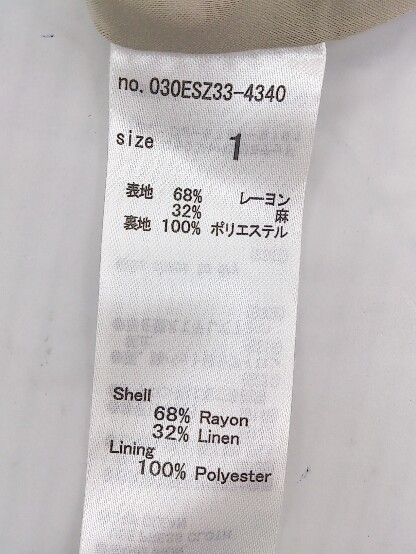 no.030ESZ33-4340
size 1
表地 68% レーヨン
32% 麻
裏地 100% ポリエステル
Shell
68% Rayon
32% Linen
Lining
100% Polyester